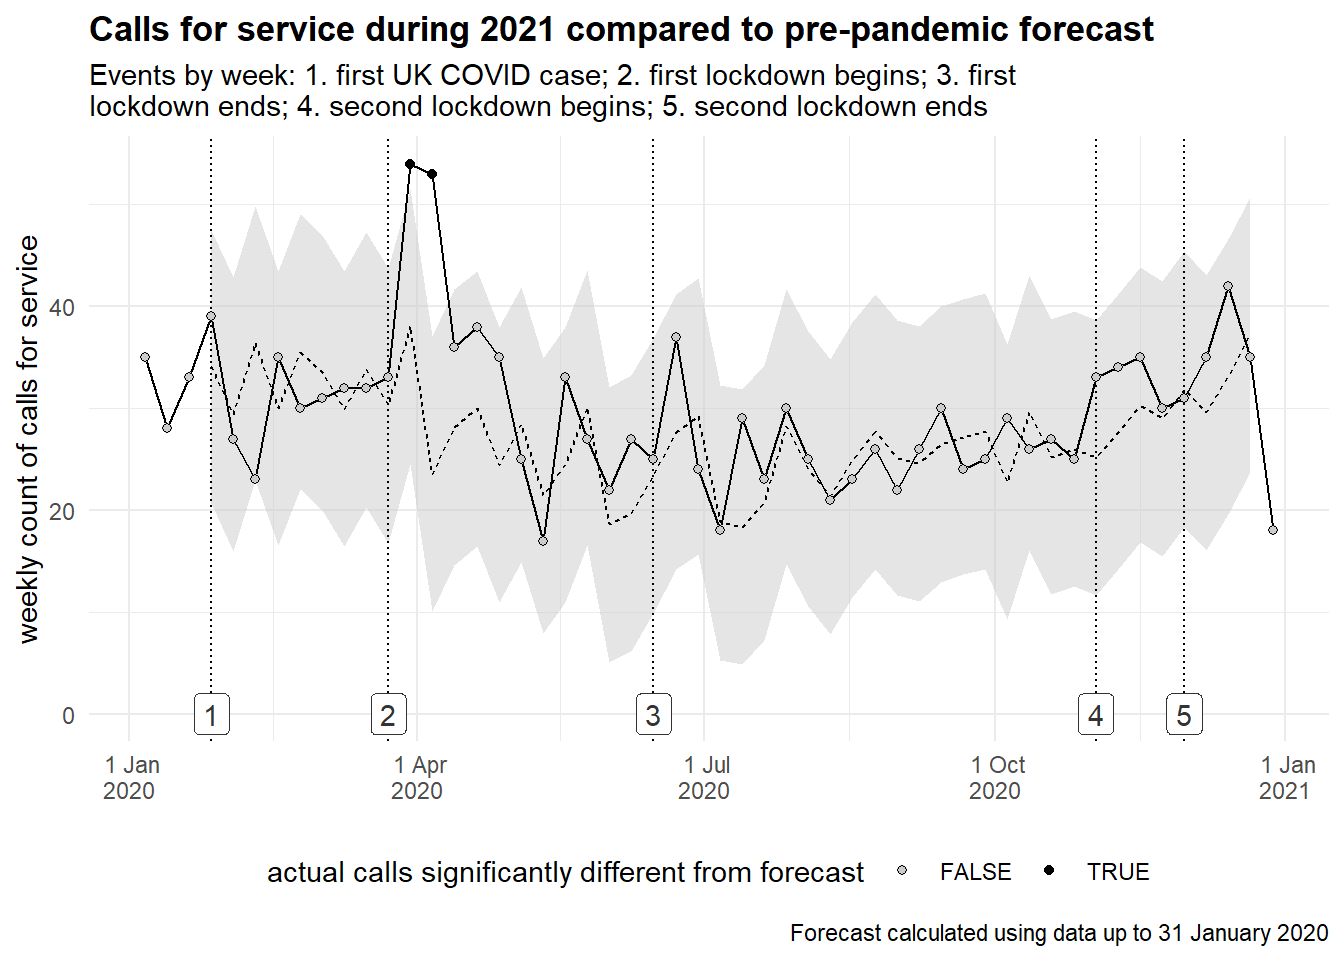 Calls for service during 2021 compared to pre-pandemic forecast
Events by week: 1. first UK COVID case; 2. first lockdown begins; 3. first
lockdown ends; 4. second lockdown begins; 5. second lockdown ends
weekly count of calls for service
40
20
0
1 2 3 4 5
1 Jan 1 Apr 1 Jul 1 Oct 1 Jan
2020 2020 2020 2020 2021
actual calls significantly different from forecast FALSE TRUE
Forecast calculated using data up to 31 January 2020